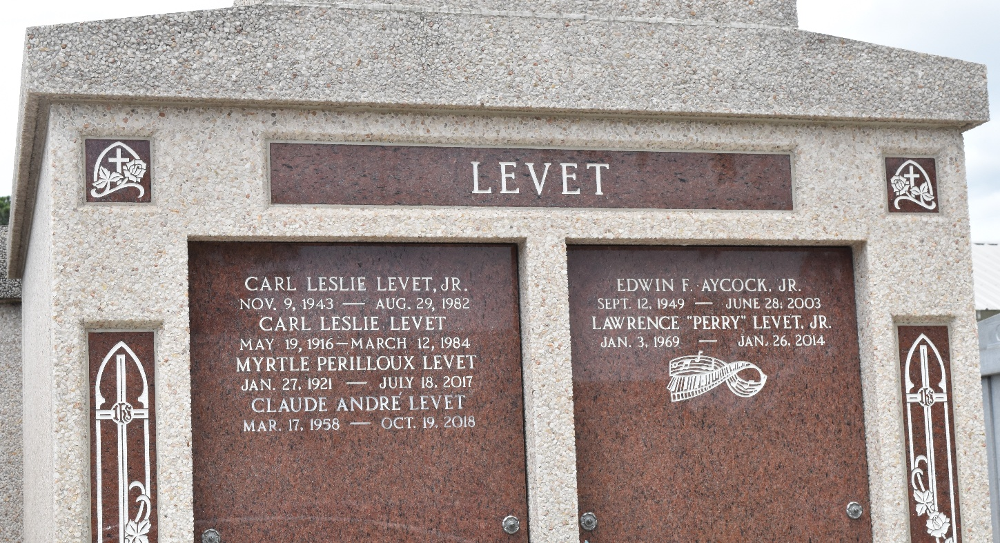 LEVET
CARL LESLIE LEVET, JR.
NOV. 9, 1943 — AUG. 29, 1982
CARL LESLIE LEVET
MAY 19, 1916 — MARCH 12, 1984
MYRTLE PERILLOUX LEVET
JAN. 27, 1921 — JULY 18, 2017
CLAUDE ANDRÉ LEVET
MAR. 17, 1958 — OCT. 19, 2018
EDWIN F. AYCOCK, JR.
SEPT. 12, 1949 — JUNE 28, 2003
LAWRENCE "PERRY" LEVET, JR.
JAN. 3, 1969 — JAN. 26, 2014
IHS
IHS